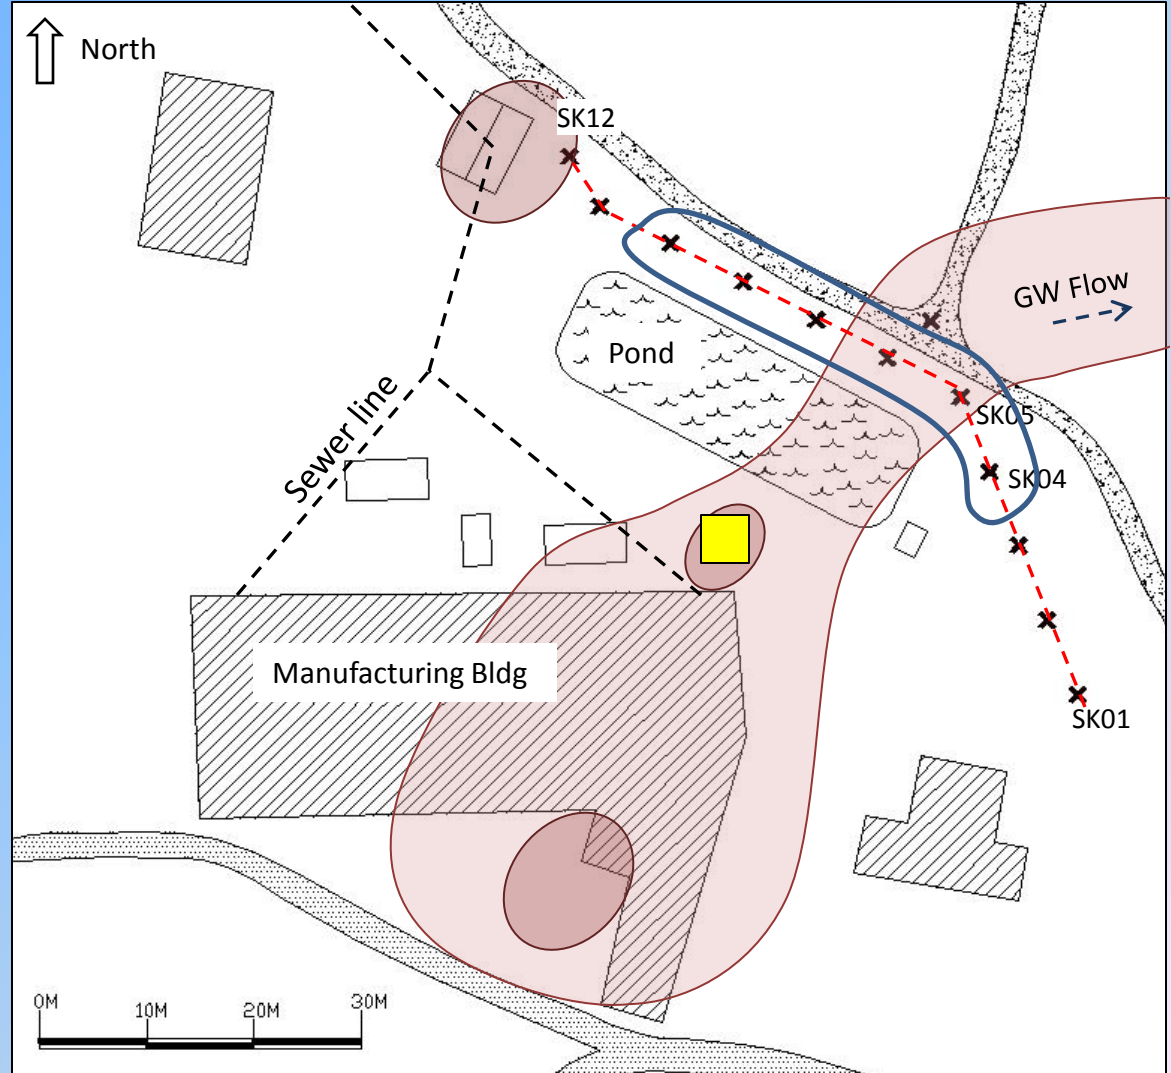 North
SK12
GW Flow
Pond
Sewer line
SK05
SK04
Manufacturing Bldg
SK01
0M
10M
20M
30M